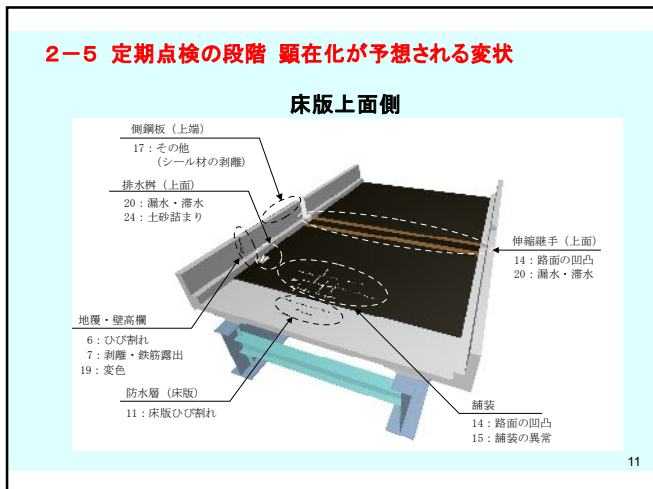 2－5 定期点検の段階 顕在化が予想される変状
床版上面側
側鋼板（上端）
17：その他
（シール材の剥離）
排水桝（上面）
20：漏水・滞水
24：土砂詰まり
伸縮継手（上面）
14：路面の凹凸
20：漏水・滞水
地覆・壁高欄
6：ひび割れ
7：剥離・鉄筋露出
19：変色
防水層（床版）
11：床版ひび割れ
舗装
14：路面の凹凸
15：舗装の異常
11